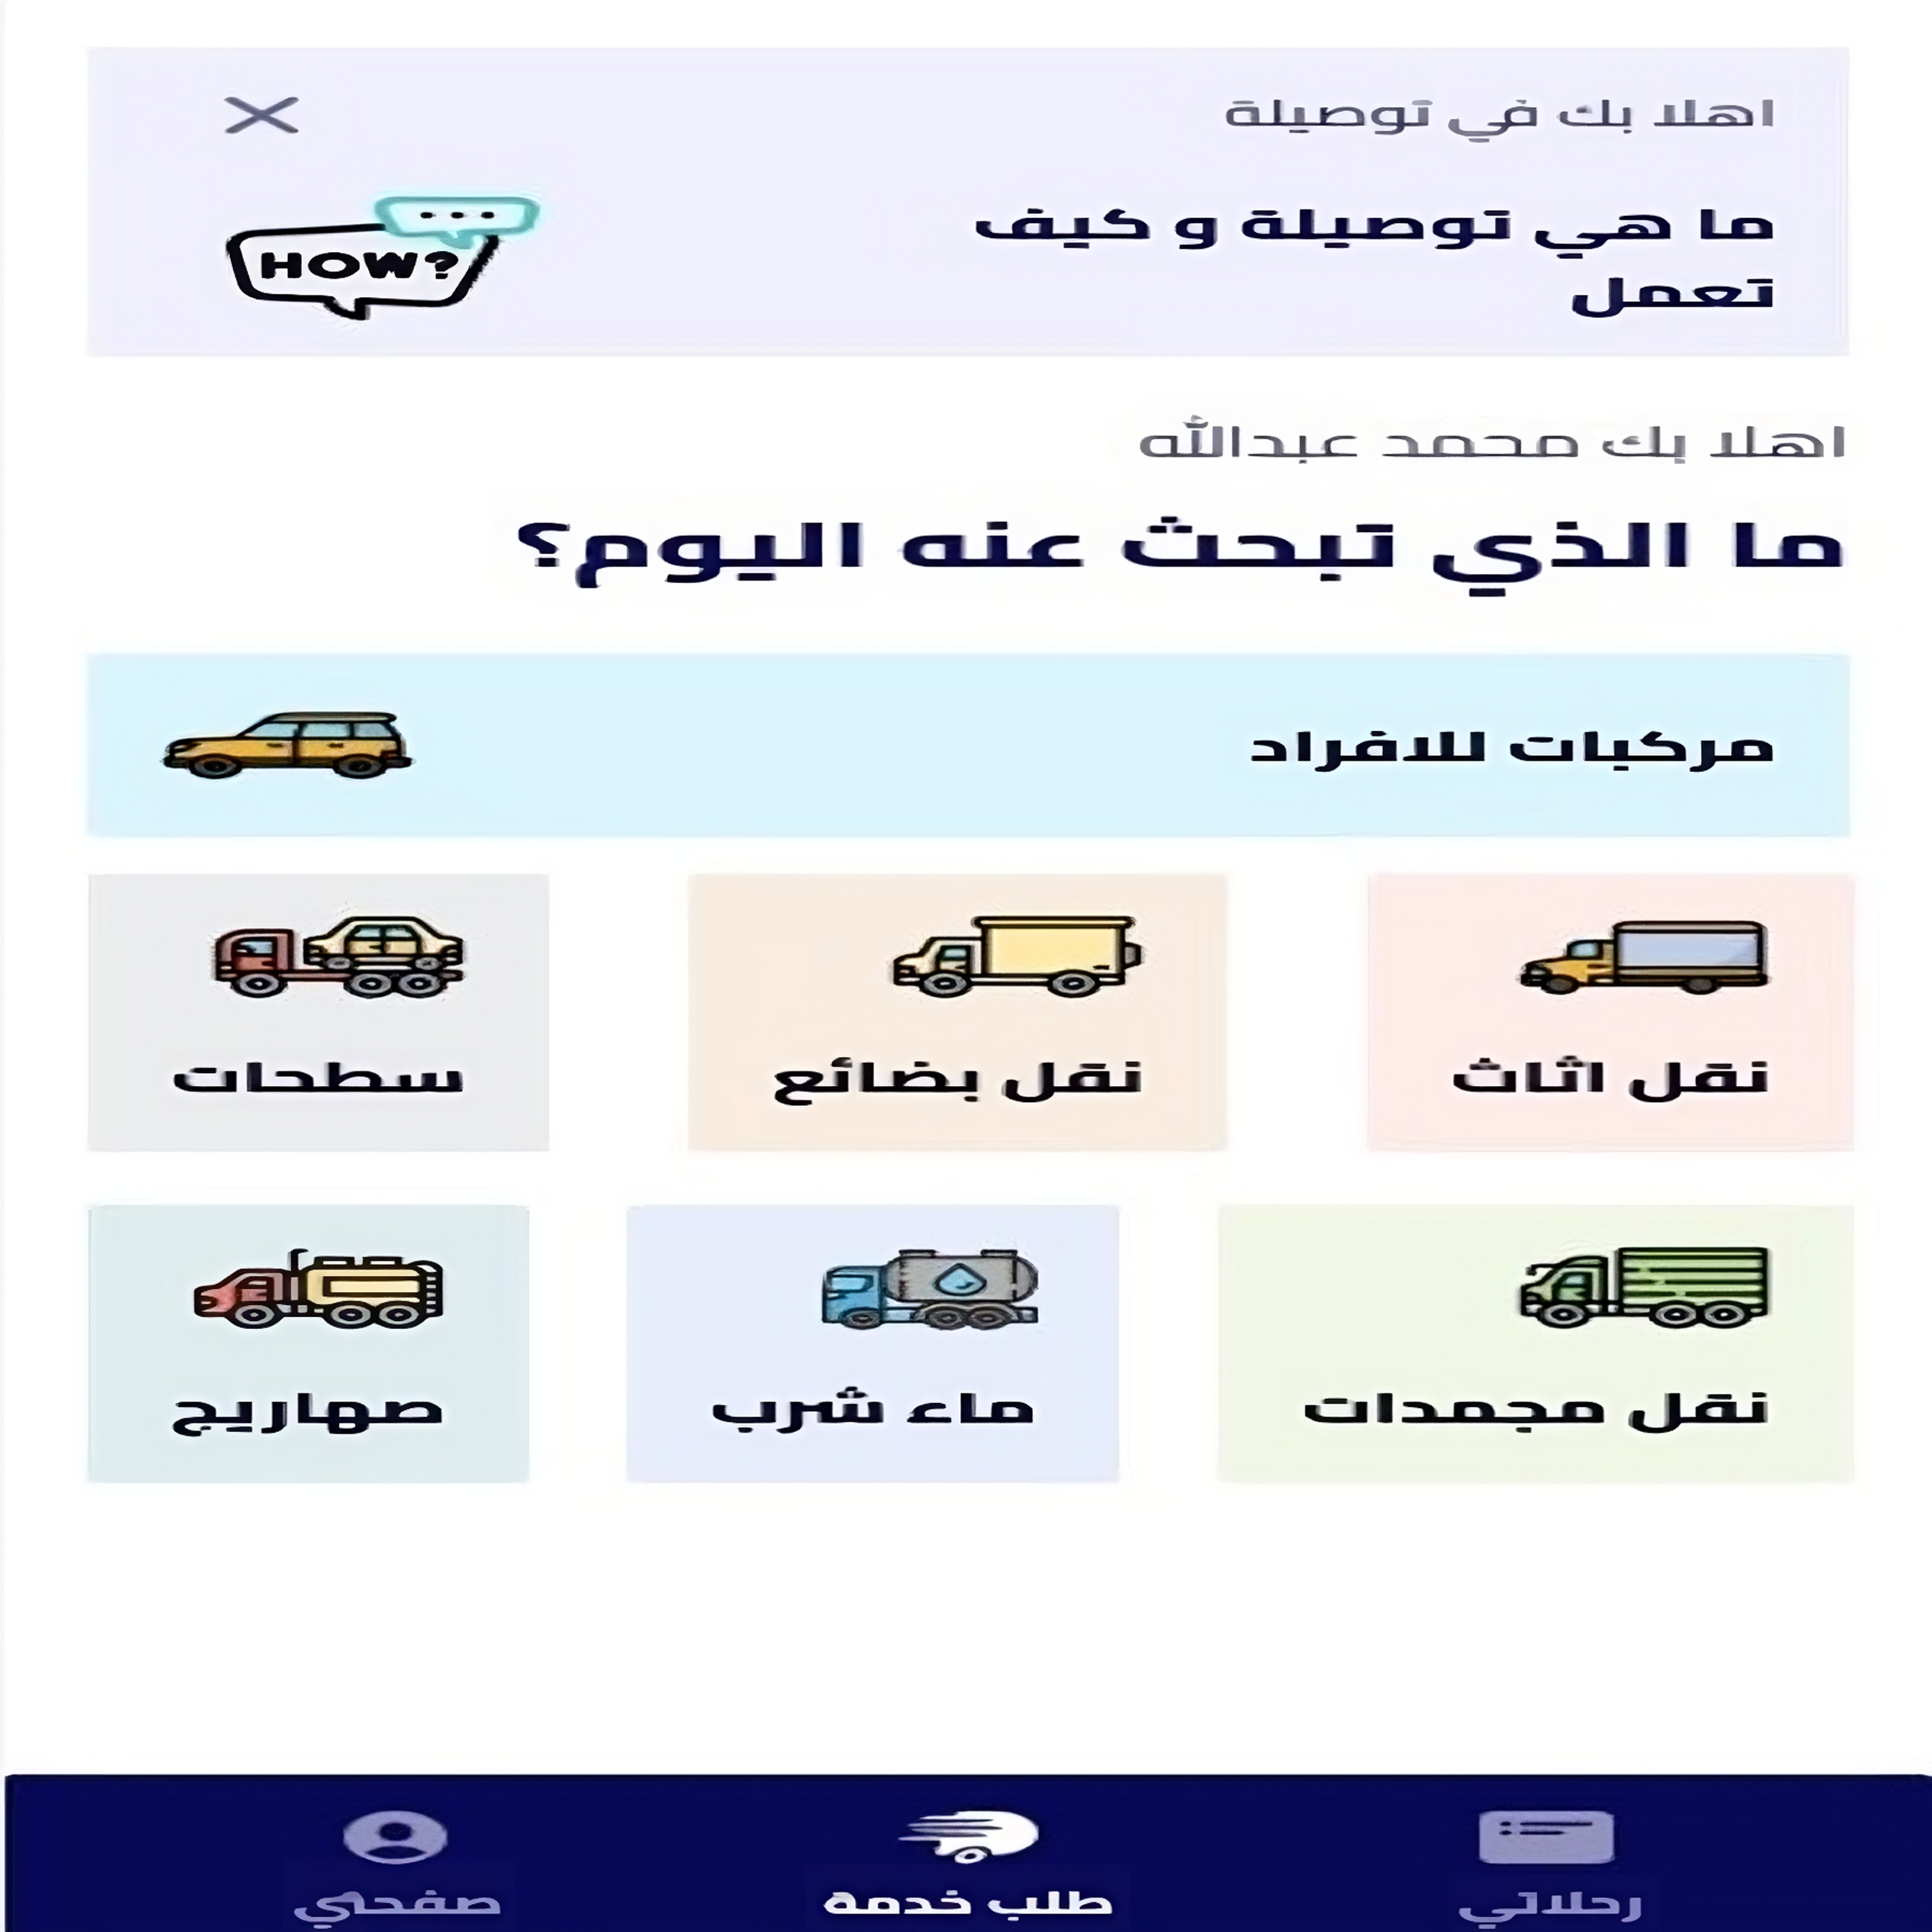 اهلا بك في توصيلة
ما هي توصيلة و كيف
تعمل
HOW?
اهلا بك محمد عبدالله
ما الذي تبحث عنه اليوم؟
مركبات للافراد
نقل اثاث
نقل بضائع
سطحات
نقل مجمدات
ماء شرب
صهاريج
رحلاتي
طلب خدمة
صفحتي